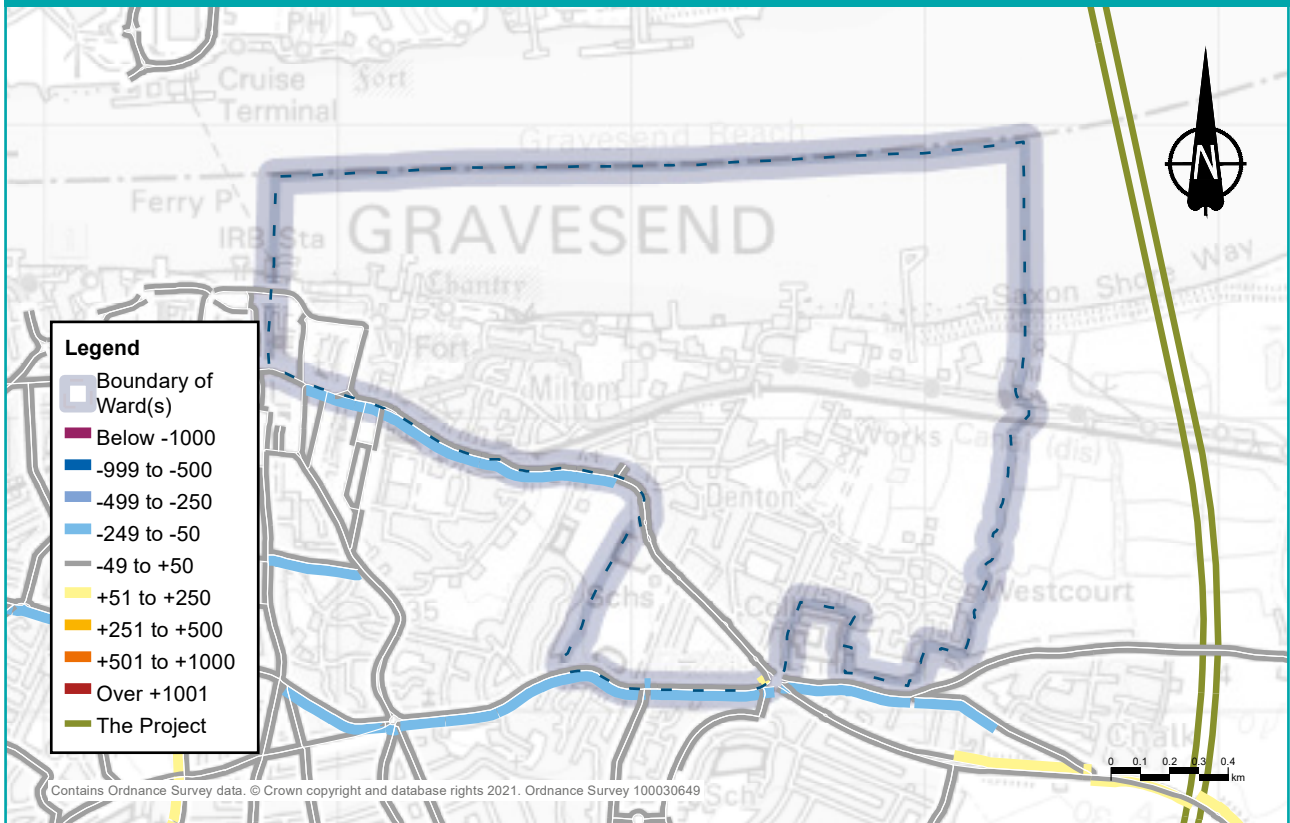 PH
Cruise
Terminal
Fort
Gravesend Reach
N
Ferry P
IRB Sta
GRAVESEND
Chantry
Saxon Shore Way
Fort
Milton
Works Canal (dis)
Legend
Boundary of
Ward(s)
Below -1000
-999 to -500
-499 to -250
-249 to -50
-49 to +50
+51 to +250
+251 to +500
+501 to +1000
Over +1001
The Project
Denton
Schs
Westcourt
35
Chalk
0 0.1 0.2 0.3 0.4
km
Contains Ordnance Survey data. © Crown copyright and database rights 2021. Ordnance Survey 100030649
Sch